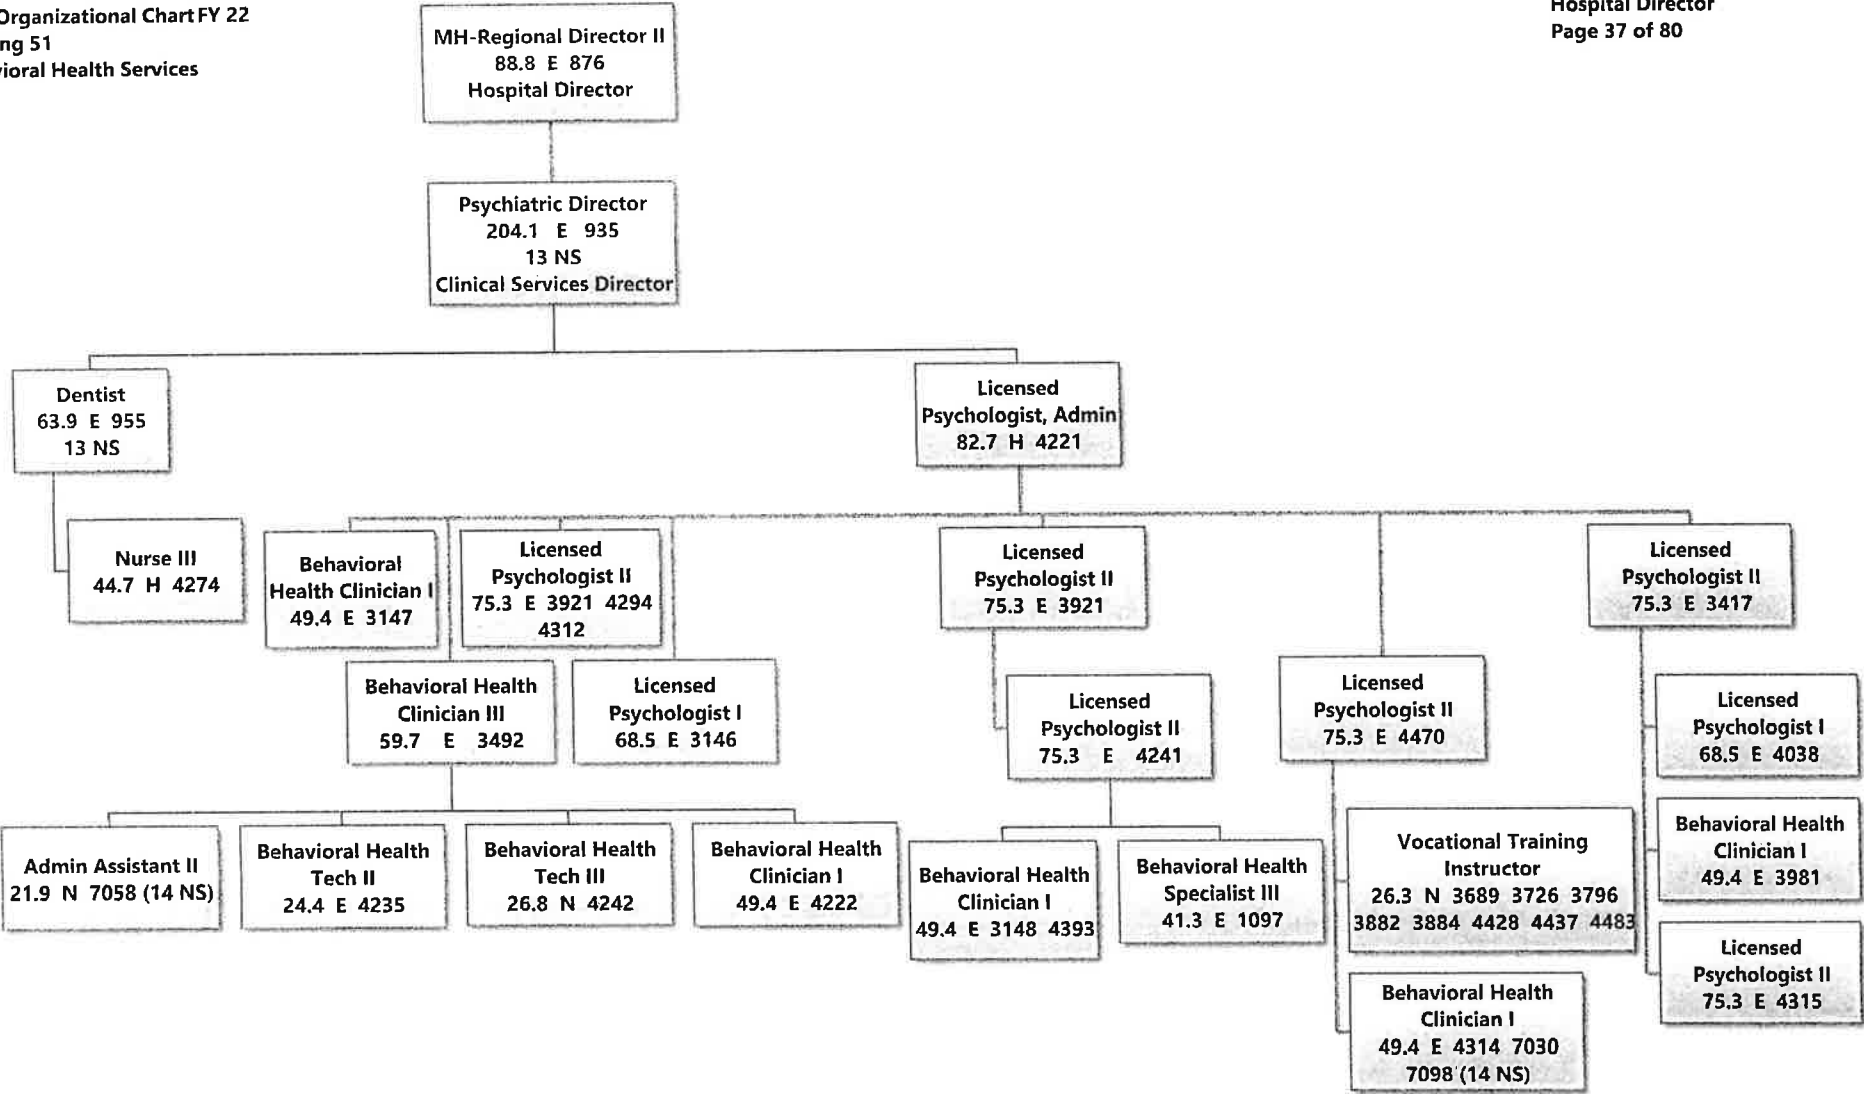 Organizational Chart FY 22
ng 51
ioral Health Services
Hospital Director
Page 37 of 80
MH-Regional Director II
88.8 E 876
Hospital Director
Psychiatric Director
204.1 E 935
13 NS
Clinical Services Director
Dentist
63.9 E 955
13 NS
Licensed
Psychologist, Admin
82.7 H 4221
Nurse III
44.7 H 4274
Behavioral
Health Clinician I
49.4 E 3147
Licensed
Psychologist II
75.3 E 3921 4294
4312
Licensed
Psychologist II
75.3 E 3921
Licensed
Psychologist II
75.3 E 3417
Behavioral Health
Clinician III
59.7 E 3492
Licensed
Psychologist I
68.5 E 3146
Licensed
Psychologist II
75.3 E 4241
Licensed
Psychologist II
75.3 E 4470
Licensed
Psychologist I
68.5 E 4038
Admin Assistant II
21.9 N 7058 (14 NS)
Behavioral Health
Tech II
24.4 E 4235
Behavioral Health
Tech III
26.8 N 4242
Behavioral Health
Clinician I
49.4 E 4222
Behavioral Health
Clinician I
49.4 E 3148 4393
Behavioral Health
Specialist III
41.3 E 1097
Vocational Training
Instructor
26.3 N 3689 3726 3796
3882 3884 4428 4437 4483
Behavioral Health
Clinician I
49.4 E 3981
Licensed
Psychologist II
75.3 E 4315
Behavioral Health
Clinician I
49.4 E 4314 7030
7098 (14 NS)